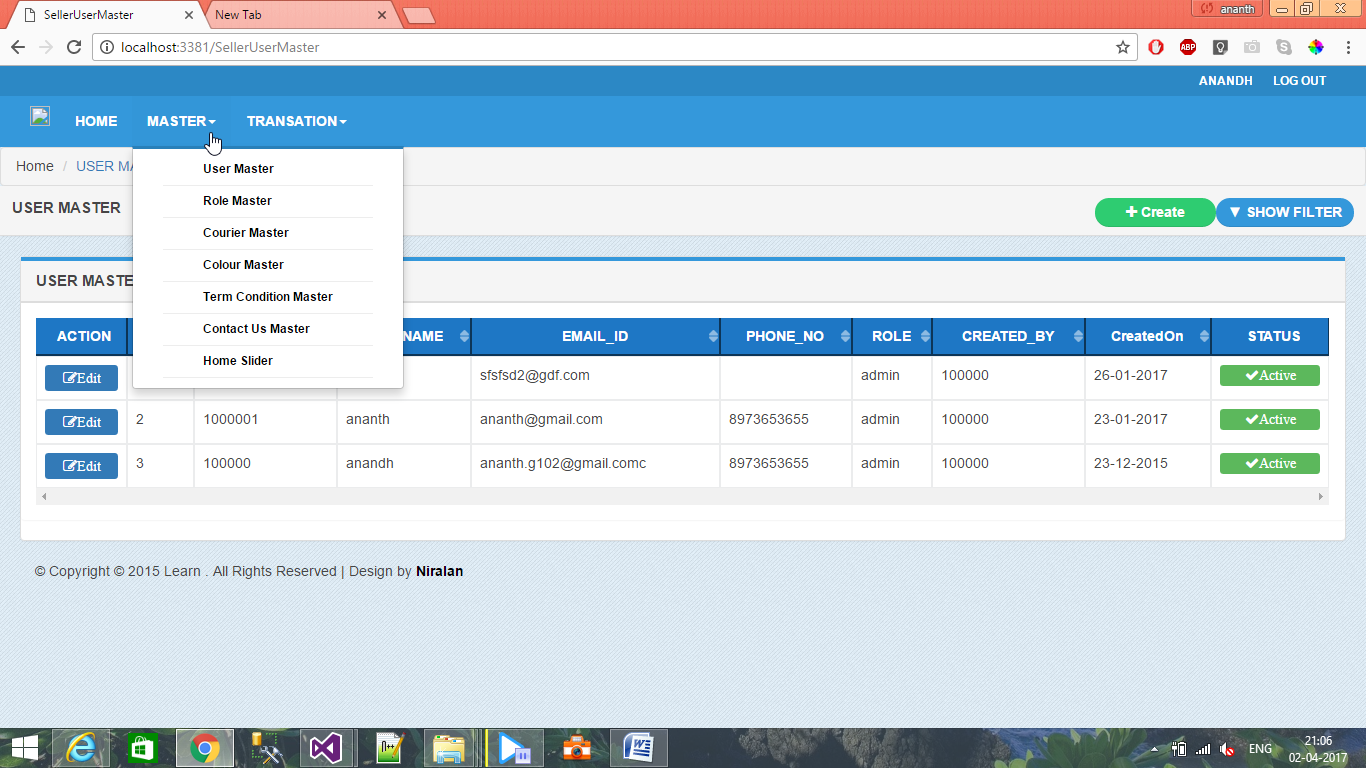 SellerUserMaster
New Tab
ananth
localhost:3381/SellerUserMaster
ABP
ANANDH LOG OUT
HOME MASTER TRANSATION
Home / USER MA
User Master
Role Master
Courier Master
Colour Master
Term Condition Master
Contact Us Master
Home Slider
USER MASTER
+ Create
▼ SHOW FILTER
USER MASTE
ACTION NAME EMAIL_ID PHONE_NO ROLE CREATED_BY CreatedOn STATUS
Edit sfsfsd2@gdf.com admin 100000 26-01-2017 Active
Edit 2 1000001 ananth ananth@gmail.com 8973653655 admin 100000 23-01-2017 Active
Edit 3 100000 anandh ananth.g102@gmail.comc 8973653655 admin 100000 23-12-2015 Active
© Copyright © 2015 Learn . All Rights Reserved | Design by Niralan
ENG
21:06
02-04-2017